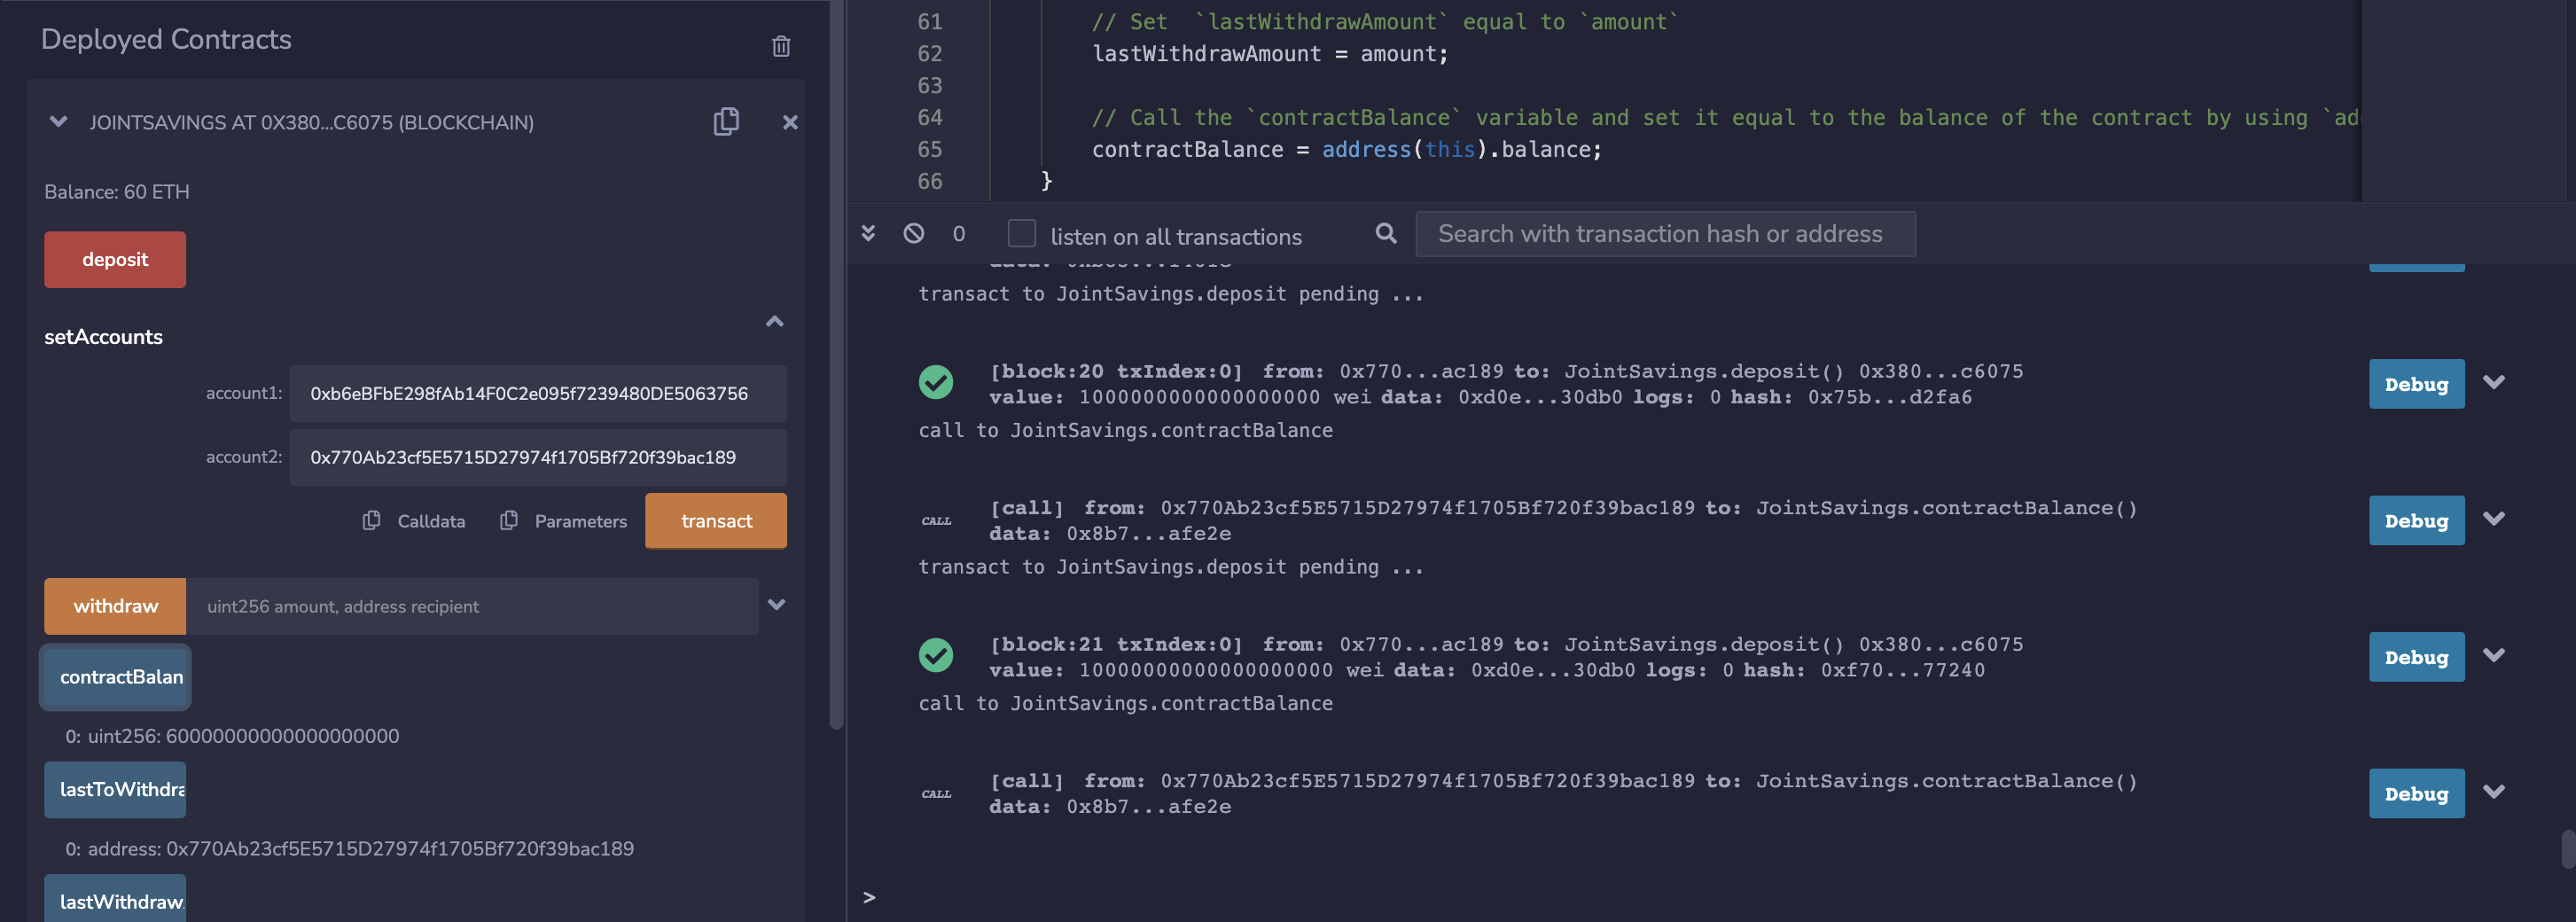 Deployed Contracts
JOINTSAVINGS AT 0X380...C6075 (BLOCKCHAIN)
Balance: 60 ETH
deposit
setAccounts
account1: 0xb6eBFbE298fAb14F0C2e095f7239480DE5063756
account2: 0x770Ab23cf5E5715D27974f1705Bf720f39bac189
Calldata Parameters transact
withdraw uint256 amount, address recipient
contractBalan
0: uint256: 60000000000000000000
lastToWithdra
0: address: 0x770Ab23cf5E5715D27974f1705Bf720f39bac189
lastWithdraw
61 // Set `lastWithdrawAmount` equal to `amount`
62 lastWithdrawAmount = amount;
63
64 // Call the `contractBalance` variable and set it equal to the balance of the contract by using `ad
65 contractBalance = address(this).balance;
66 }
0 listen on all transactions Search with transaction hash or address
transact to JointSavings.deposit pending ...
[block:20 txIndex:0] from: 0x770...ac189 to: JointSavings.deposit() 0x380...c6075
value: 1000000000000000000 wei data: 0xd0e...30db0 logs: 0 hash: 0x75b...d2fa6
Debug
call to JointSavings.contractBalance
CALL [call] from: 0x770Ab23cf5E5715D27974f1705Bf720f39bac189 to: JointSavings.contractBalance()
data: 0x8b7...afe2e
Debug
transact to JointSavings.deposit pending ...
[block:21 txIndex:0] from: 0x770...ac189 to: JointSavings.deposit() 0x380...c6075
value: 10000000000000000000 wei data: 0xd0e...30db0 logs: 0 hash: 0xf70...77240
Debug
call to JointSavings.contractBalance
CALL [call] from: 0x770Ab23cf5E5715D27974f1705Bf720f39bac189 to: JointSavings.contractBalance()
data: 0x8b7...afe2e
Debug
>